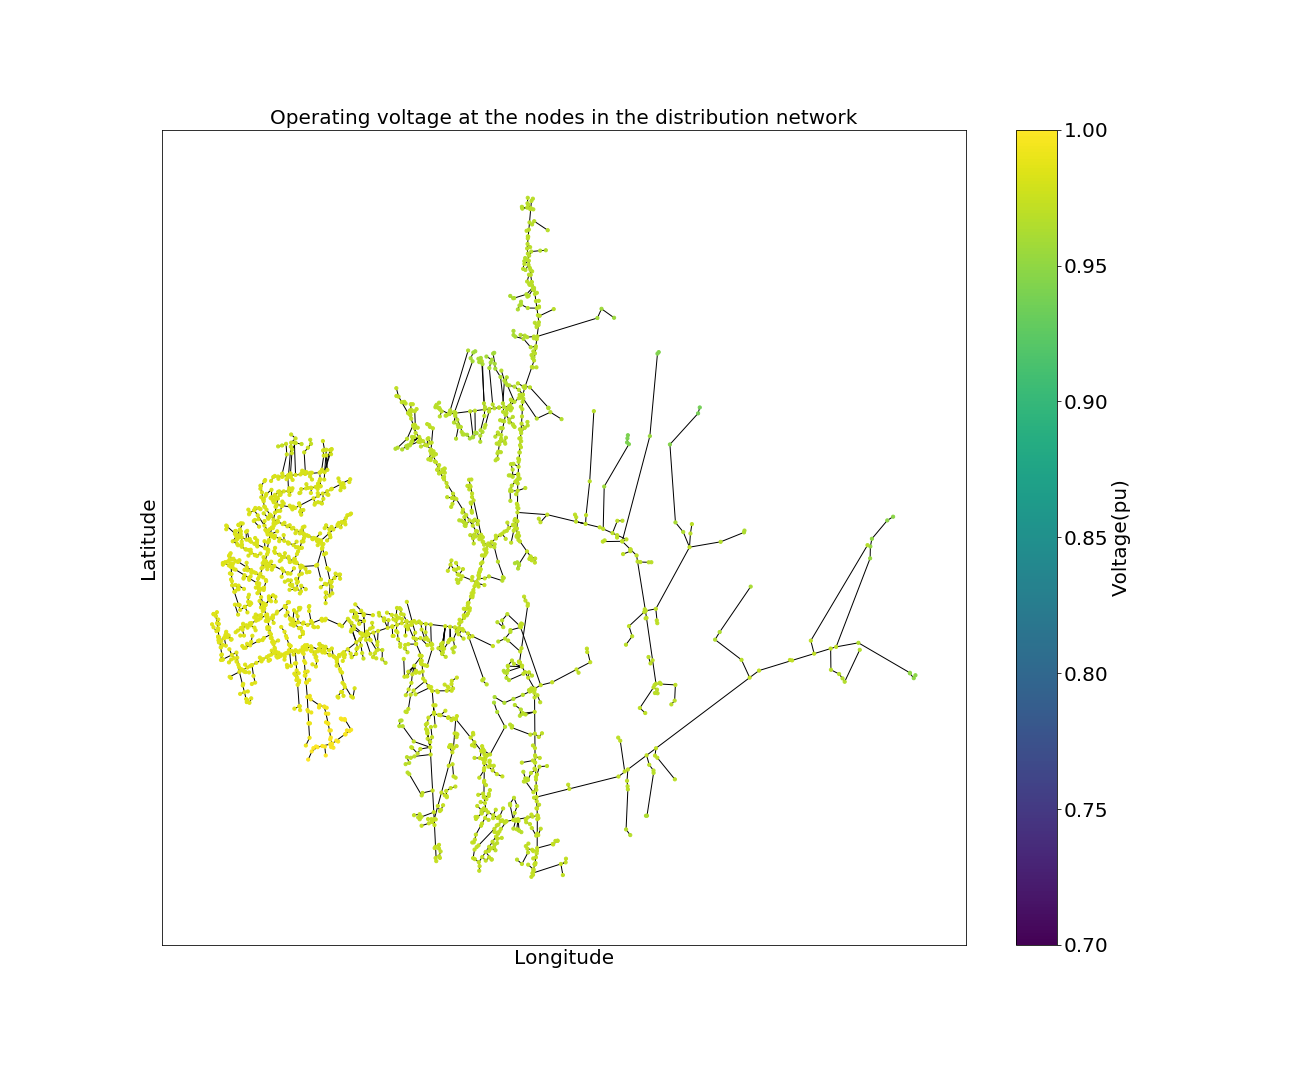 Operating voltage at the nodes in the distribution network
Latitude
Longitude
1.00
0.95
0.90
0.85
0.80
0.75
0.70
Voltage(pu)